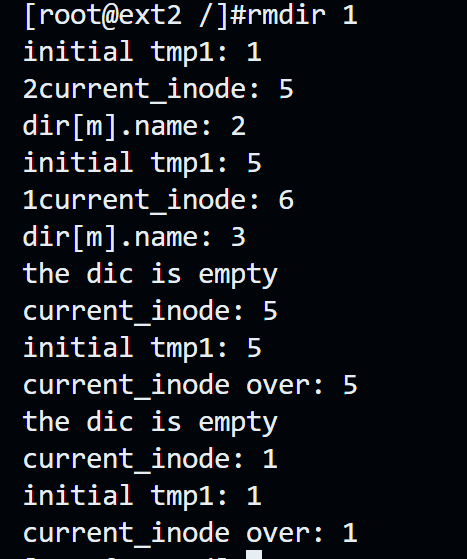 [root@ext2 /]#rmdir 1
initial tmp1: 1
2current_inode: 5
dir[m].name: 2
initial tmp1: 5
1current_inode: 6
dir[m].name: 3
the dic is empty
current_inode: 5
initial tmp1: 5
current_inode over: 5
the dic is empty
current_inode: 1
initial tmp1: 1
current_inode over: 1